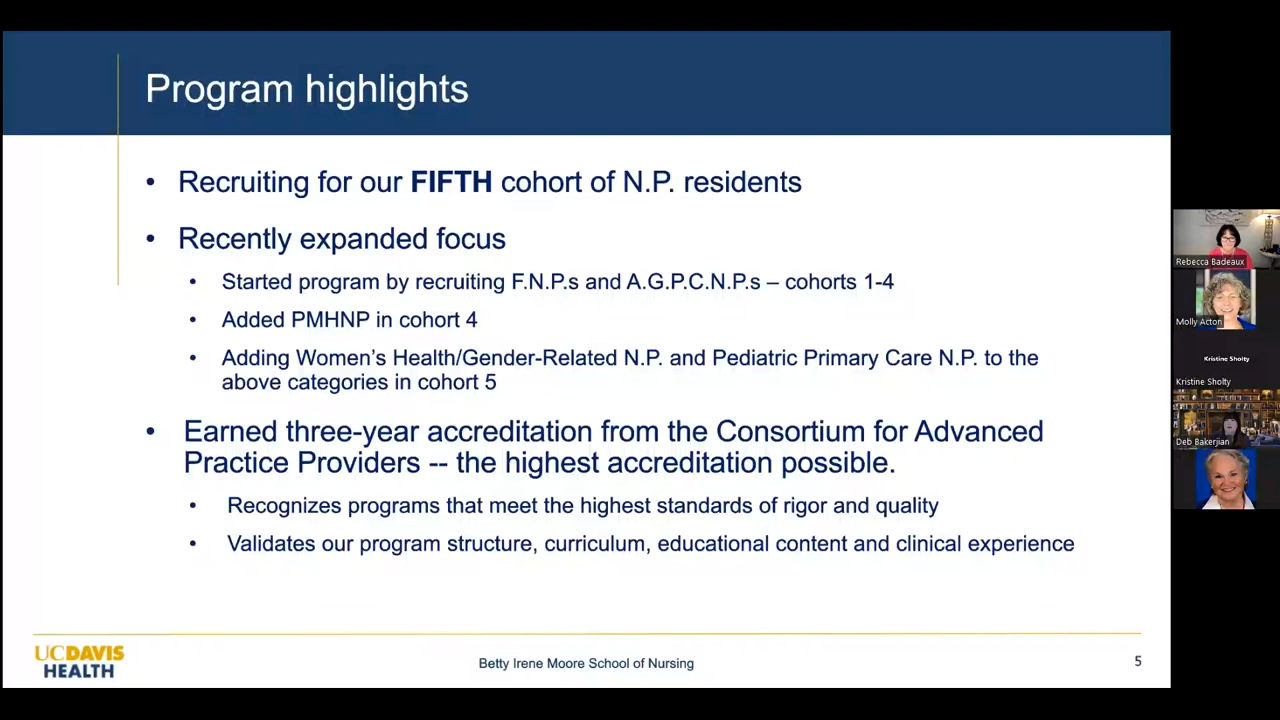 Program highlights
• Recruiting for our FIFTH cohort of N.P. residents
• Recently expanded focus
• Started program by recruiting F.N.P.s and A.G.P.C.N.P.s – cohorts 1-4
• Added PMHNP in cohort 4
• Adding Women's Health/Gender-Related N.P. and Pediatric Primary Care N.P. to the
above categories in cohort 5
• Earned three-year accreditation from the Consortium for Advanced
Practice Providers -- the highest accreditation possible.
• Recognizes programs that meet the highest standards of rigor and quality
• Validates our program structure, curriculum, educational content and clinical experience
UCDAVIS
HEALTH
Betty Irene Moore School of Nursing
5
Rebecca Badeaux
Molly Acton
Kristine Sholty
Kristine Sholty
Deb Bakerjian